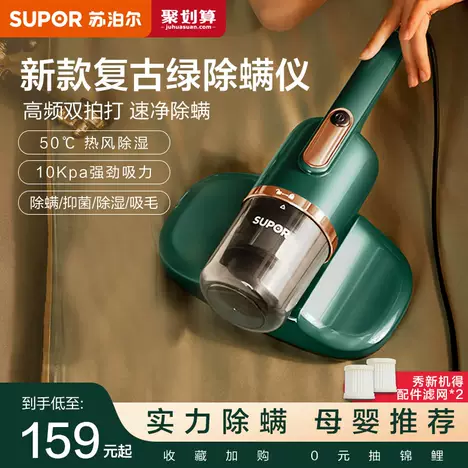 SUPOR 苏泊尔 聚划算
juhuasuan.com
新款复古绿除螨仪
高频双拍打 速净除螨
50℃ 热风除湿
10Kpa强劲吸力
除螨/抑菌/除湿/吸毛
SUPOR
秀新机得
配件滤网*2
到手低至:
159元起
实力除螨 母婴推荐
收藏加购 0元抽锦鲤